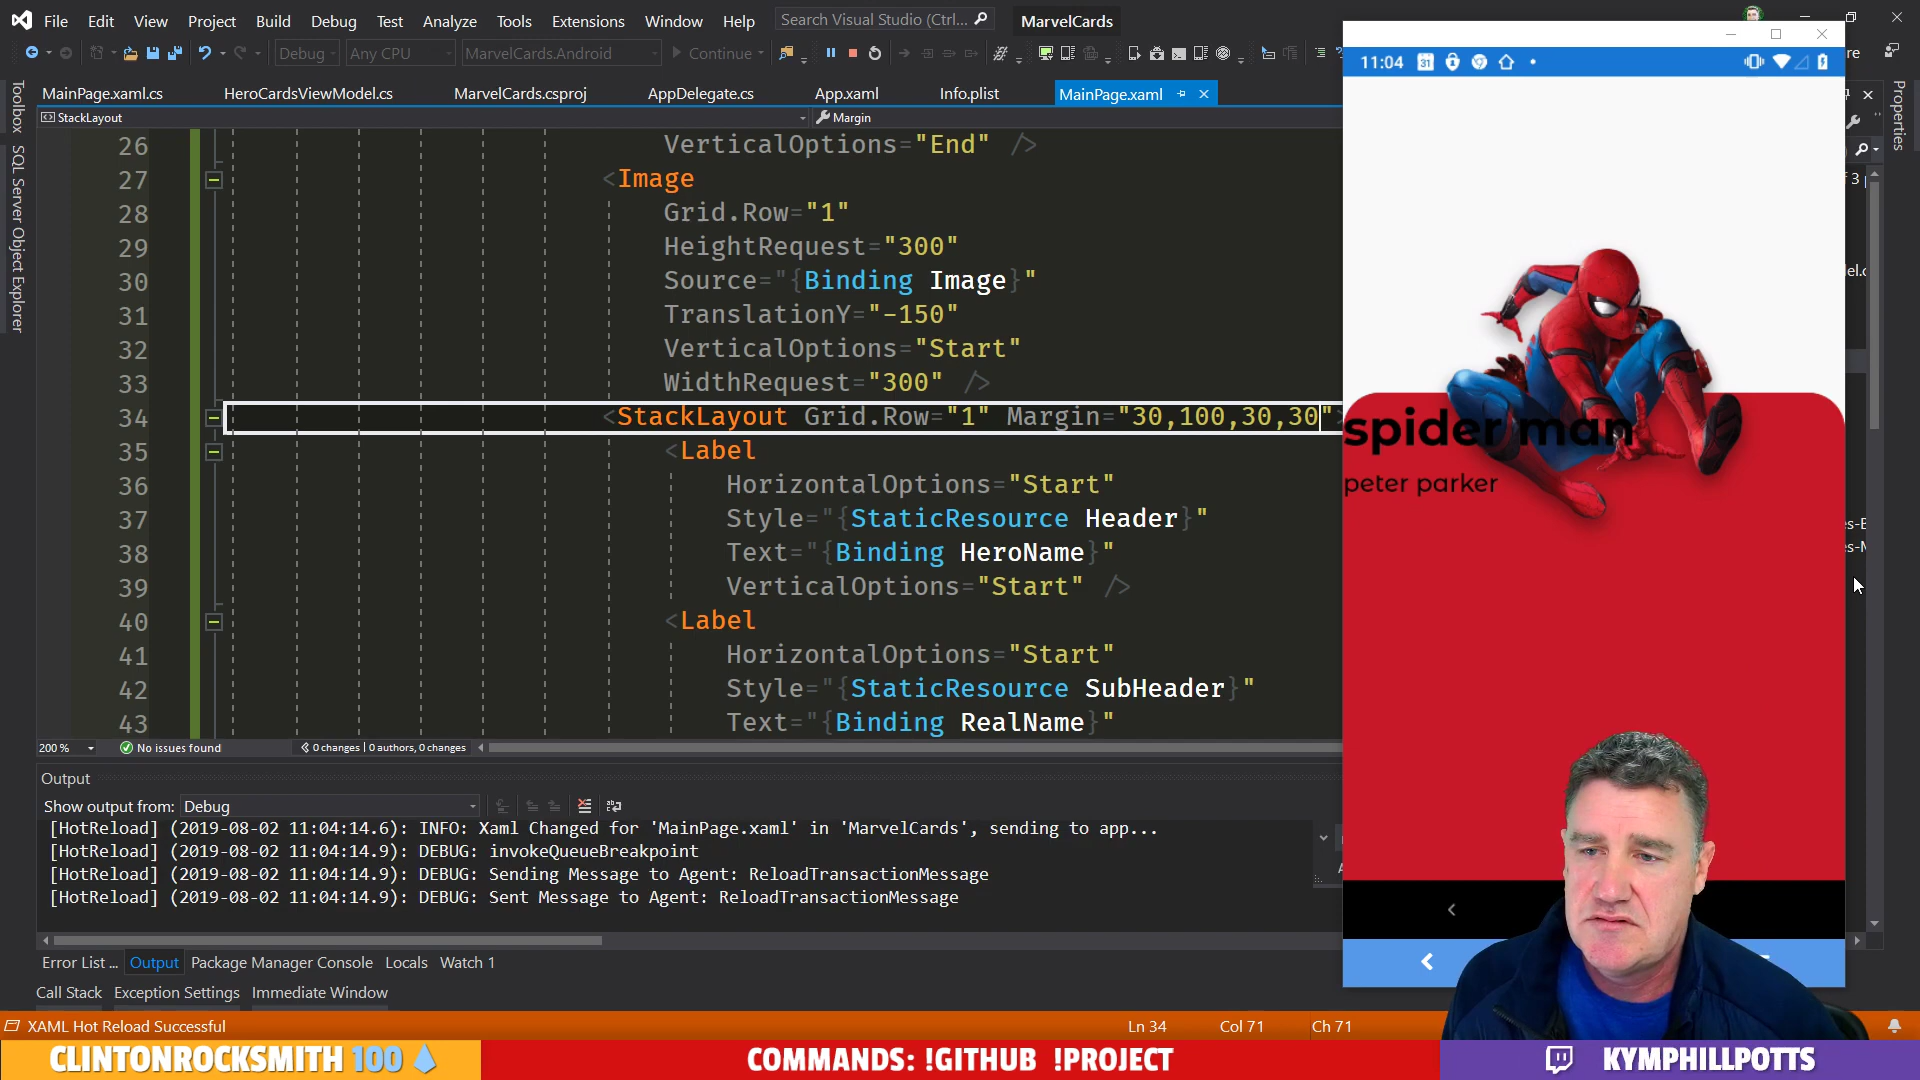 File Edit View Project Build Debug Test Analyze Tools Extensions Window Help Search Visual Studio (Ctrl... MarvelCards
Debug Any CPU MarvelCards.Android Continue
MainPage.xaml.cs HeroCardsViewModel.cs MarvelCards.csproj AppDelegate.cs App.xaml Info.plist MainPage.xaml
StackLayout Margin
Toolbox
SQL Server Object Explorer
Properties
26 VerticalOptions="End" />
27 <Image
28 Grid.Row="1"
29 HeightRequest="300"
30 Source="{Binding Image}"
31 TranslationY="-150"
32 VerticalOptions="Start"
33 WidthRequest="300" />
34 <StackLayout Grid.Row="1" Margin="30,100,30,30">
35 <Label
36 HorizontalOptions="Start"
37 Style="{StaticResource Header}"
38 Text="{Binding HeroName}"
39 VerticalOptions="Start" />
40 <Label
41 HorizontalOptions="Start"
42 Style="{StaticResource SubHeader}"
43 Text="{Binding RealName}"
200 % No issues found 0 changes | 0 authors, 0 changes
Output
Show output from: Debug
[HotReload] (2019-08-02 11:04:14.6): INFO: Xaml Changed for 'MainPage.xaml' in 'MarvelCards', sending to app...
[HotReload] (2019-08-02 11:04:14.9): DEBUG: invokeQueueBreakpoint
[HotReload] (2019-08-02 11:04:14.9): DEBUG: Sending Message to Agent: ReloadTransactionMessage
[HotReload] (2019-08-02 11:04:14.9): DEBUG: Sent Message to Agent: ReloadTransactionMessage
Error List ... Output Package Manager Console Locals Watch 1
Call Stack Exception Settings Immediate Window
XAML Hot Reload Successful Ln 34 Col 71 Ch 71
11:04 31
spider man
peter parker
CLINTONROCKSMITH 100 COMMANDS: !GITHUB !PROJECT KYMPHILLPOTTS